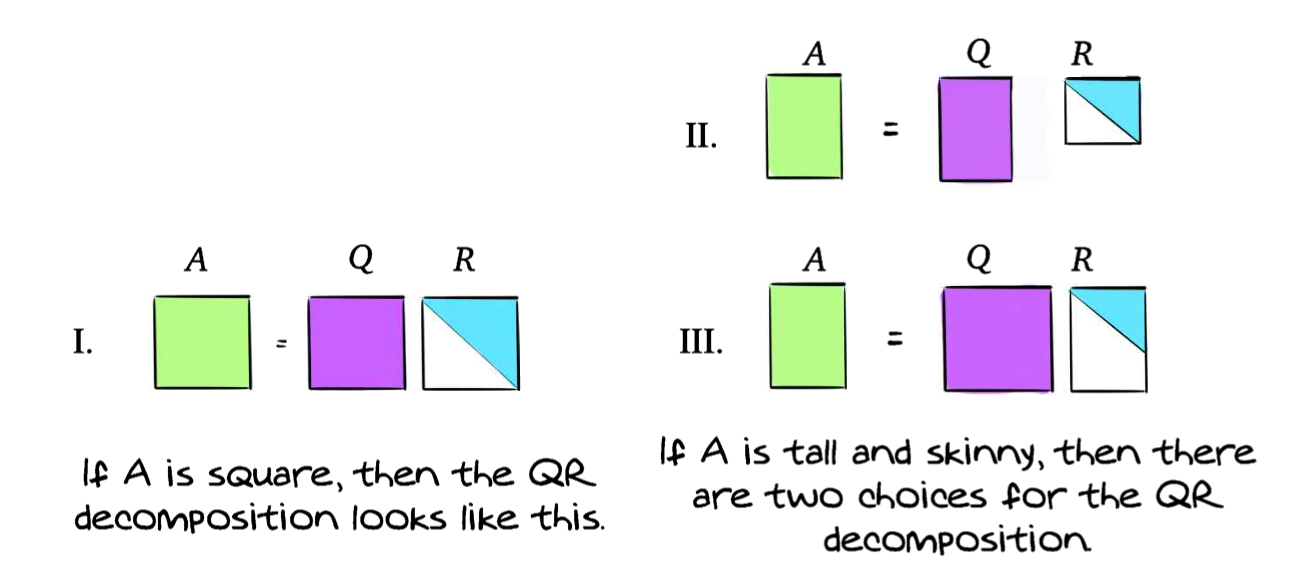 A Q R
II. =
A Q R
I. =
A Q R
III. =
If A is square, then the QR
decomposition looks like this.
If A is tall and skinny, then there
are two choices for the QR
decomposition.